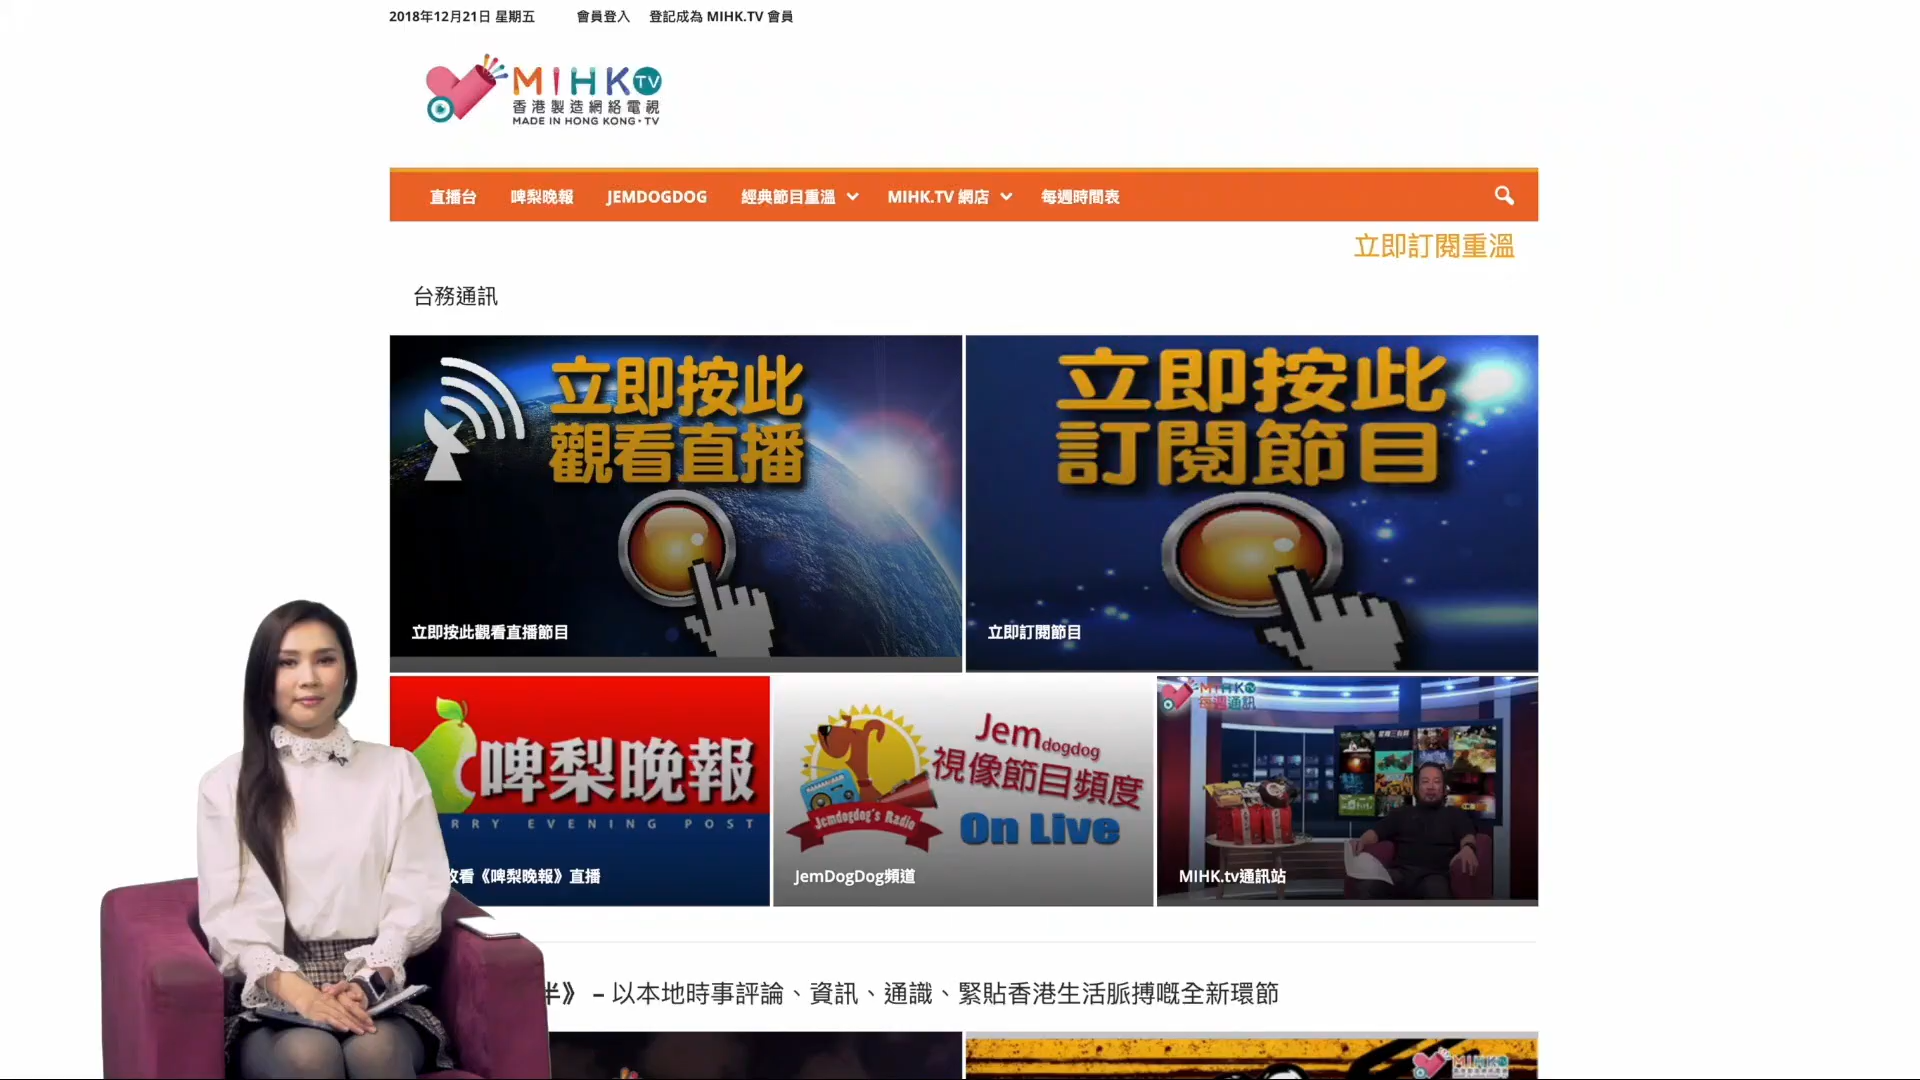 2018年12月21日 星期五
會員登入
登記成為 MIHK.TV 會員
MIHK TV
香港製造網絡電視
MADE IN HONG KONG・TV
直播台
啤梨晚報
JEMDOGDOG
經典節目重溫
MIHK.TV 網店
每週時間表
立即訂閱重溫
台務通訊
立即按此
觀看直播
立即按此觀看直播節目
立即按此
訂閱節目
立即訂閱節目
啤梨晚報
RRY EVENING POST
收看《啤梨晚報》直播
Jemdogdog
視像節目頻度
On Live
Jemdogdog's Radio
JemDogDog頻道
MIHK TV
每週通訊
MIHK.tv通訊站
半》 – 以本地時事評論、資訊、通識、緊貼香港生活脈搏嘅全新環節
MIHK